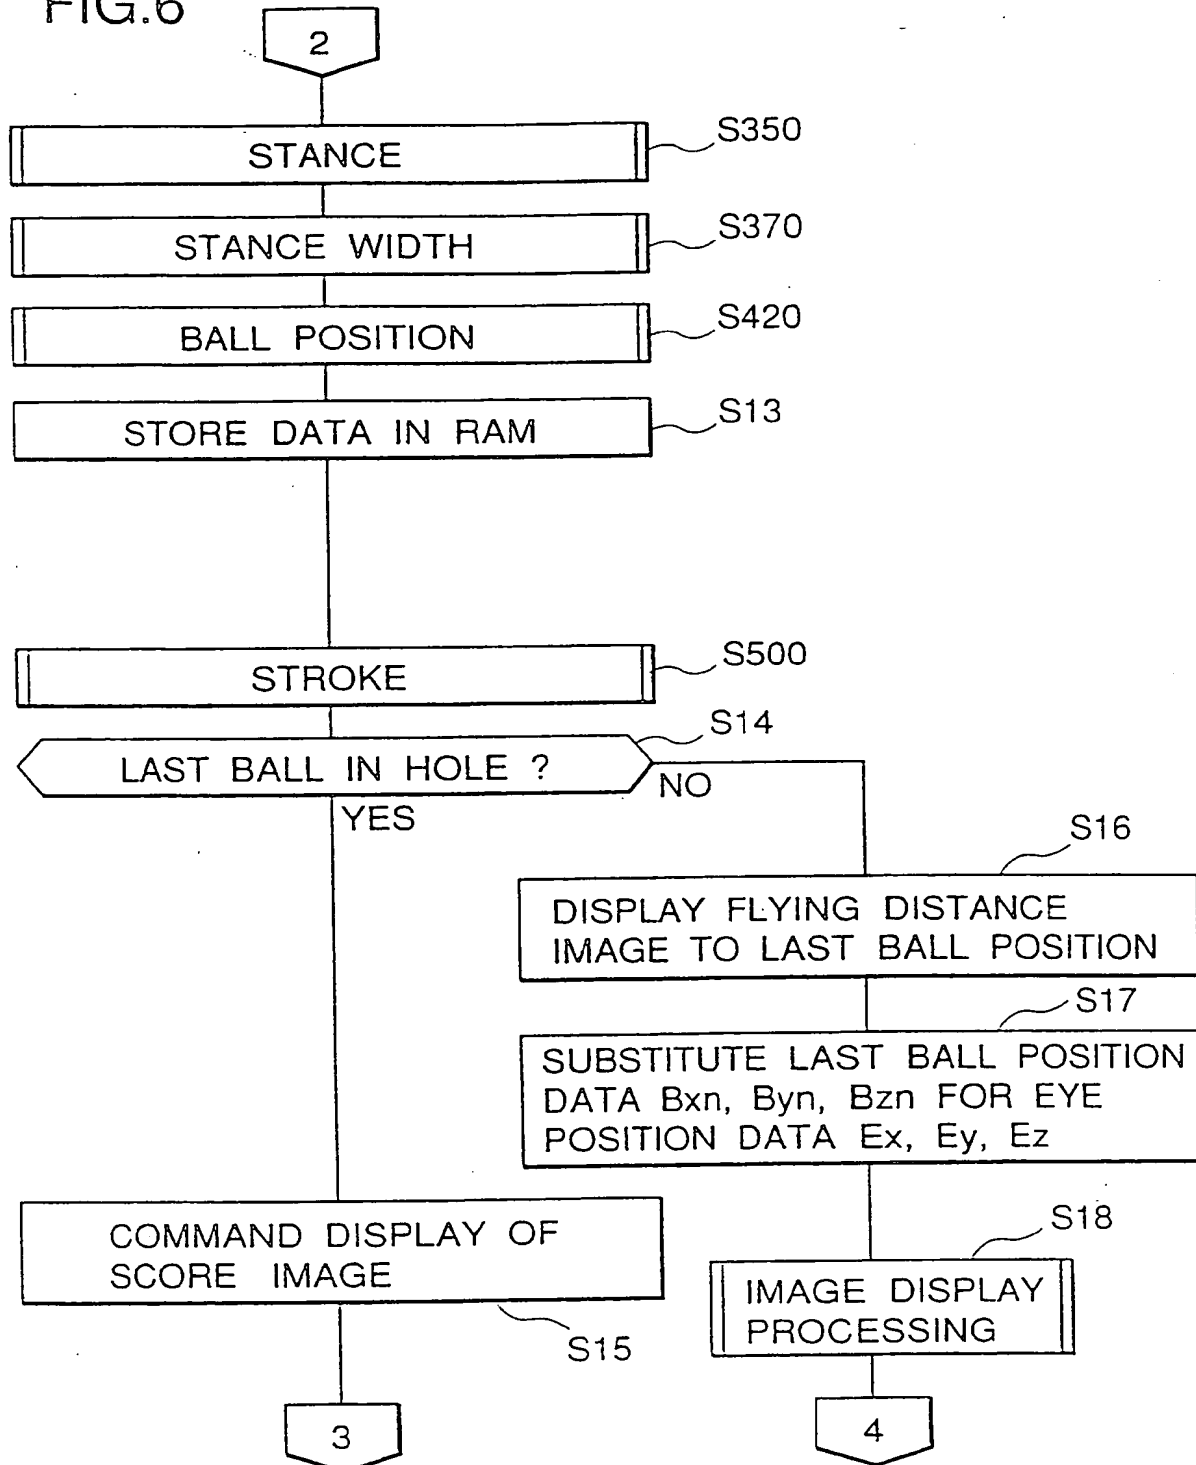 FIG.6
2
STANCE
S350
STANCE WIDTH
S370
BALL POSITION
S420
STORE DATA IN RAM
S13
STROKE
S500
S14
LAST BALL IN HOLE ?
NO
YES
S16
DISPLAY FLYING DISTANCE
IMAGE TO LAST BALL POSITION
S17
SUBSTITUTE LAST BALL POSITION
DATA Bxn, Byn, Bzn FOR EYE
POSITION DATA Ex, Ey, Ez
COMMAND DISPLAY OF
SCORE IMAGE
S15
S18
IMAGE DISPLAY
PROCESSING
3
4